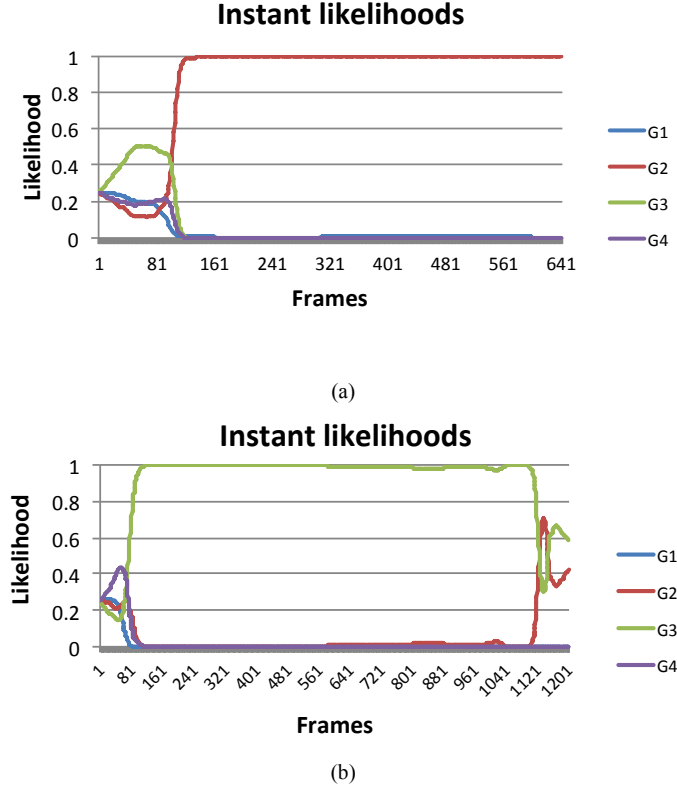 Instant likelihoods
1
0.8
0.6
0.4
0.2
0
Likelihood
1 81 161 241 321 401 481 561 641
Frames
G1
G2
G3
G4
(a)
Instant likelihoods
1
0.8
0.6
0.4
0.2
0
Likelihood
1 81 161 241 321 401 481 561 641 721 801 881 961 1041 1121 1201
Frames
G1
G2
G3
G4
(b)